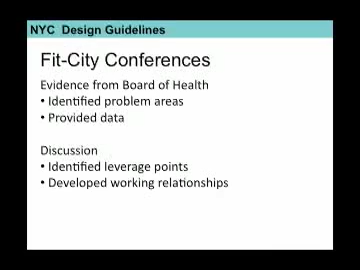 NYC Design Guidelines
Fit-City Conferences
Evidence from Board of Health
• Identified problem areas
• Provided data
Discussion
• Identified leverage points
• Developed working relationships